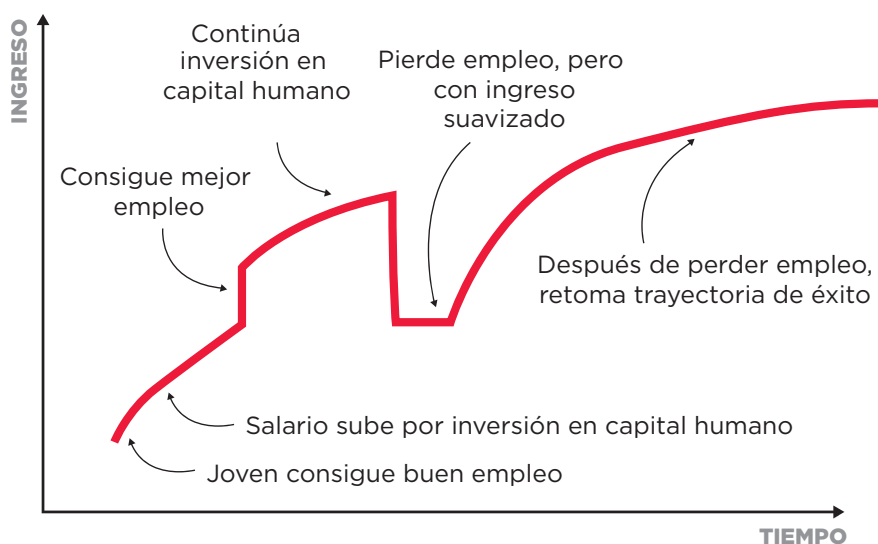 INGRESO
Continúa
inversión en
capital humano
Pierde empleo, pero
con ingreso
suavizado
Consigue mejor
empleo
Después de perder empleo,
retoma trayectoria de éxito
Salario sube por inversión en capital humano
Joven consigue buen empleo
TIEMPO